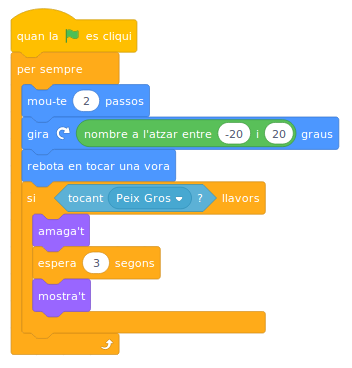 quan la es cliqui
per sempre
mou-te 2 passos
gira nombre a l'atzar entre -20 i 20 graus
rebota en tocar una vora
si tocant Peix Gros ? llavors
amaga't
espera 3 segons
mostra't